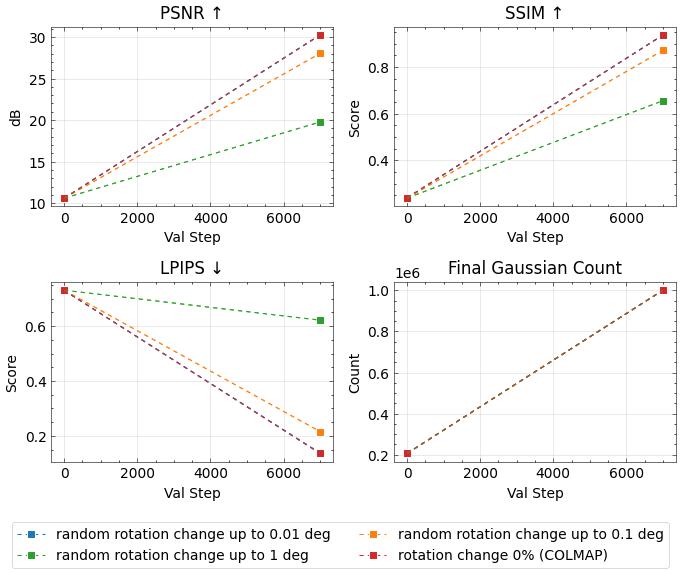 PSNR ↑
30
25
20
15
10
dB
0 2000 4000 6000
Val Step
SSIM ↑
0.8
0.6
0.4
Score
0 2000 4000 6000
Val Step
LPIPS ↓
0.6
0.4
0.2
Score
0 2000 4000 6000
Val Step
Final Gaussian Count
1e6
1.0
0.8
0.6
0.4
0.2
Count
0 2000 4000 6000
Val Step
random rotation change up to 0.01 deg
random rotation change up to 1 deg
random rotation change up to 0.1 deg
rotation change 0% (COLMAP)